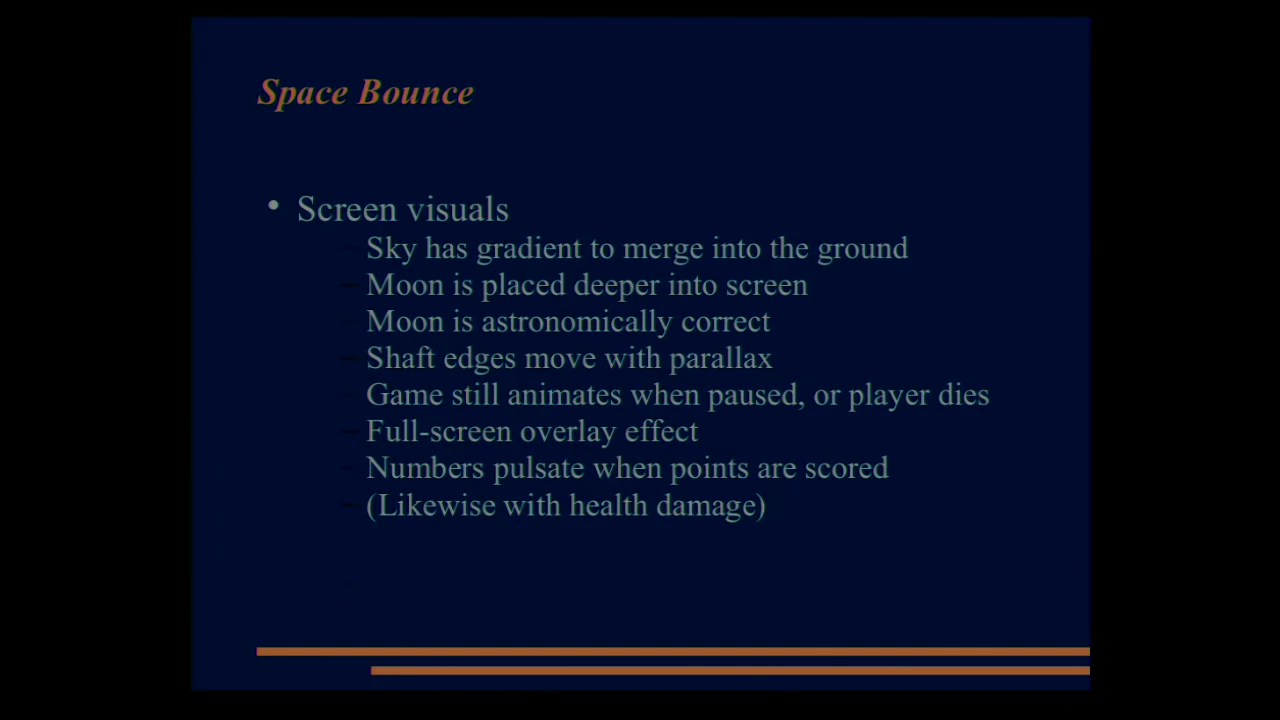 Space Bounce
• Screen visuals
– Sky has gradient to merge into the ground
– Moon is placed deeper into screen
– Moon is astronomically correct
– Shaft edges move with parallax
– Game still animates when paused, or player dies
– Full-screen overlay effect
– Numbers pulsate when points are scored
– (Likewise with health damage)